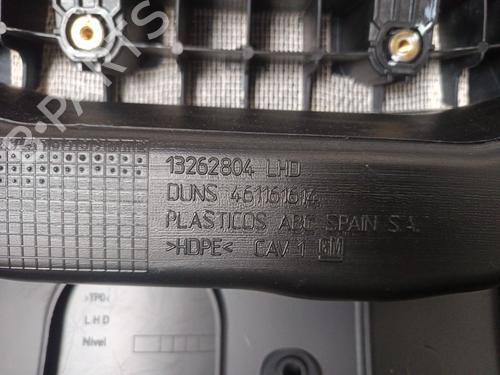 13262804 LHD
DUNS 461161614
PLASTICOS ABC SPAIN S.A.
>HDPE< CAV 1 GM
>TPO<
LHD
Nivel